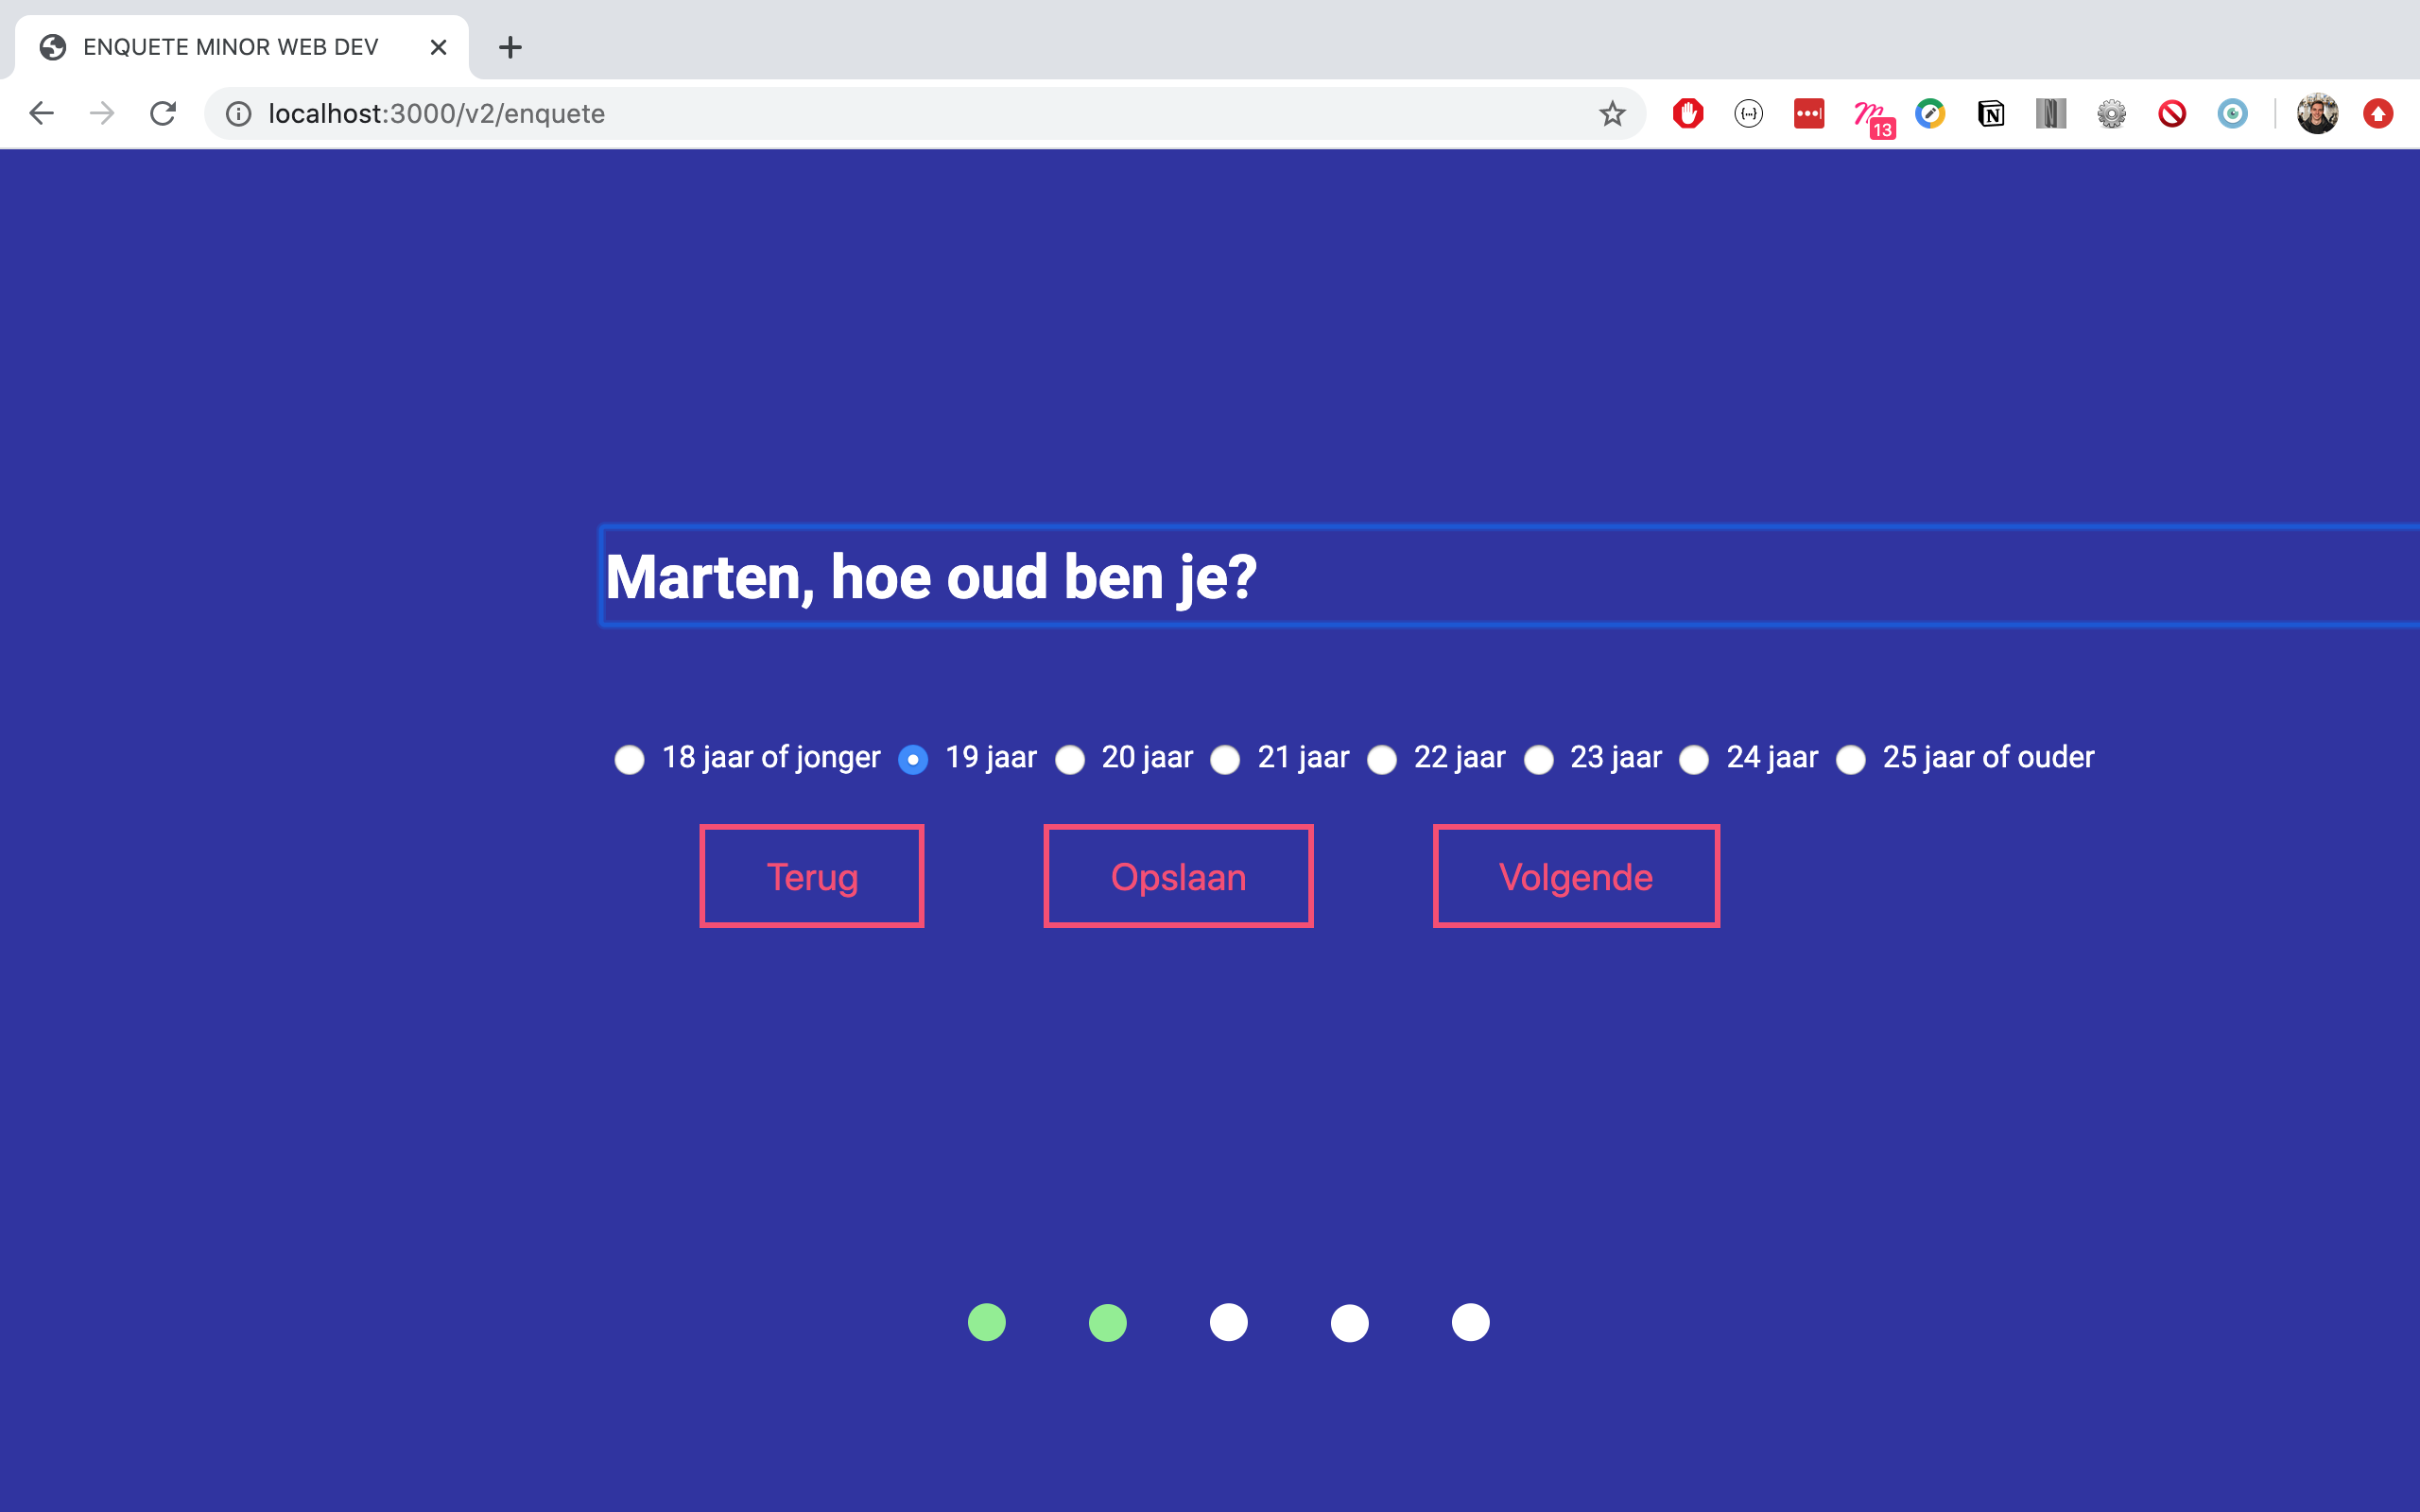 ENQUETE MINOR WEB DEV
localhost:3000/v2/enquete
13
Marten, hoe oud ben je?
18 jaar of jonger 19 jaar 20 jaar 21 jaar 22 jaar 23 jaar 24 jaar 25 jaar of ouder
Terug Opslaan Volgende